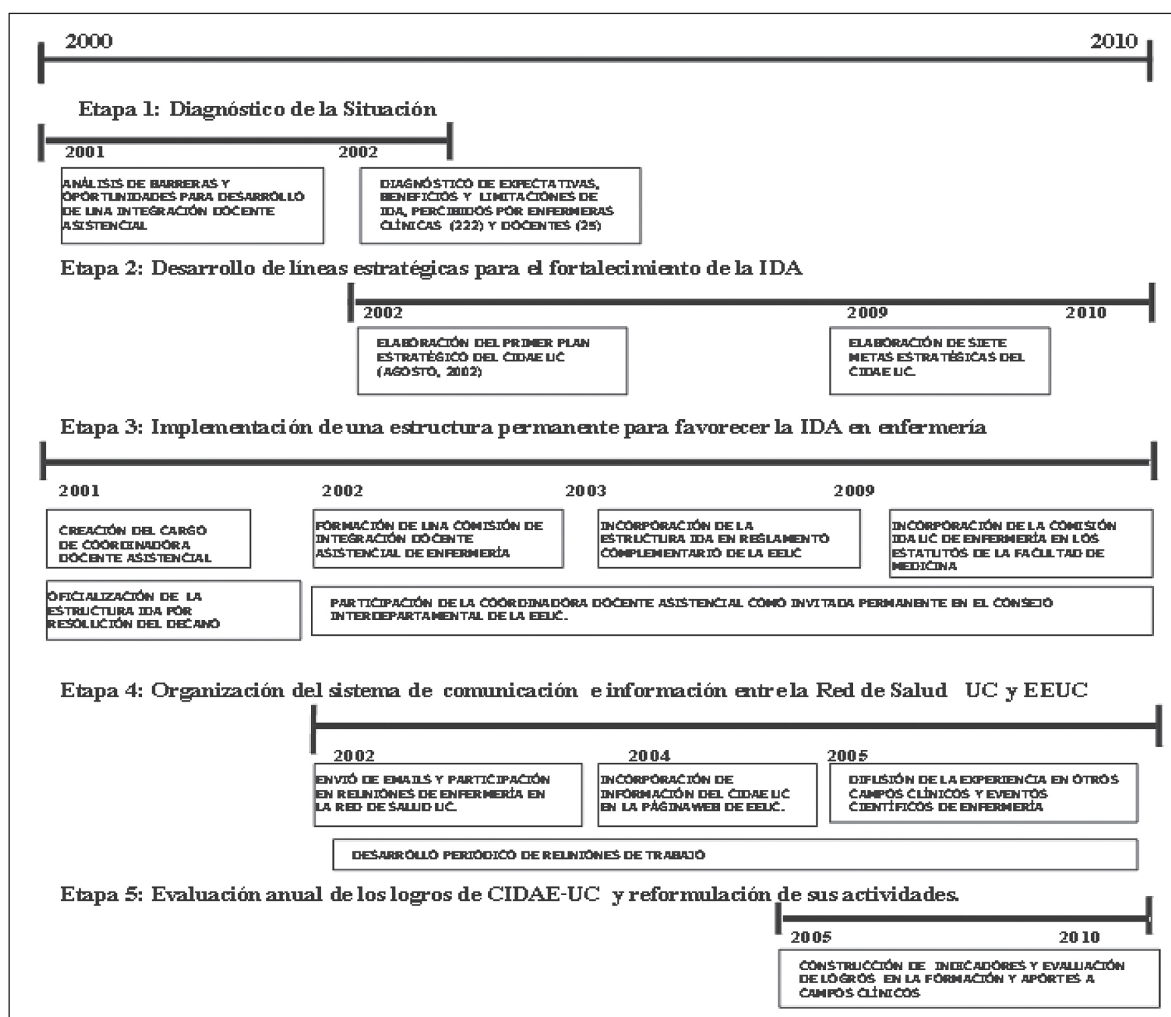 2000 2010
Etapa 1: Diagnóstico de la Situación
2001 2002
ANÁLISIS DE BARRERAS Y
OPORTUNIDADES PARA DESARROLLO
DE UNA INTEGRACIÓN DOCENTE
ASISTENCIAL
DIAGNÓSTICO DE EXPECTATIVAS,
BENEFICIOS Y LIMITACIÓNES DE
IDA, PERCIBIDOS POR ENFERMERAS
CLÍNICAS (222) Y DOCENTES (25)
Etapa 2: Desarrollo de líneas estratégicas para el fortalecimiento de la IDA
2002 2009 2010
ELABORACIÓN DEL PRIMER PLAN
ESTRATÉGICO DEL CIDAE UC
(AGOSTO, 2002)
ELABORACIÓN DE SIETE
METAS ESTRATÉGICAS DEL
CIDAE UC.
Etapa 3: Implementación de una estructura permanente para favorecer la IDA en enfermería
2001 2002 2003 2009
CREACIÓN DEL CARGO
DE COORDINADORA
DOCENTE ASISTENCIAL
FORMACIÓN DE UNA COMISIÓN DE
INTEGRACIÓN DOCENTE
ASISTENCIAL DE ENFERMERÍA
INCORPORACIÓN DE LA
ESTRUCTURA IDA EN REGLAMENTO
COMPLEMENTARIO DE LA EEUC
INCORPORACIÓN DE LA COMISIÓN
IDA UC DE ENFERMERÍA EN LOS
ESTATUTOS DE LA FACULTAD DE
MEDICINA
OFICIALIZACIÓN DE LA
ESTRUCTURA IDA POR
RESOLUCIÓN DEL DECANO
PARTICIPACIÓN DE LA COORDINADORA DOCENTE ASISTENCIAL COMO INVITADA PERMANENTE EN EL CONSEJO
INTERDEPARTAMENTAL DE LA EEUC.
Etapa 4: Organización del sistema de comunicación e información entre la Red de Salud UC y EEUC
2002 2004 2005
ENVIÓ DE EMAILS Y PARTICIPACIÓN
EN REUNIÓNES DE ENFERMERÍA EN
LA RED DE SALUD UC.
INCORPORACIÓN DE
INFORMACIÓN DEL CIDAE UC
EN LA PÁGINA WEB DE EEUC.
DIFUSIÓN DE LA EXPERIENCIA EN OTROS
CAMPOS CLÍNICOS Y EVENTOS
CIENTÍFICOS DE ENFERMERÍA
DESARROLLO PERIÓDICO DE REUNIÓNES DE TRABAJO
Etapa 5: Evaluación anual de los logros de CIDAE-UC y reformulación de sus actividades.
2005 2010
CONSTRUCCIÓN DE INDICADORES Y EVALUACIÓN
DE LOGROS EN LA FORMACIÓN Y APORTES A
CAMPOS CLÍNICOS